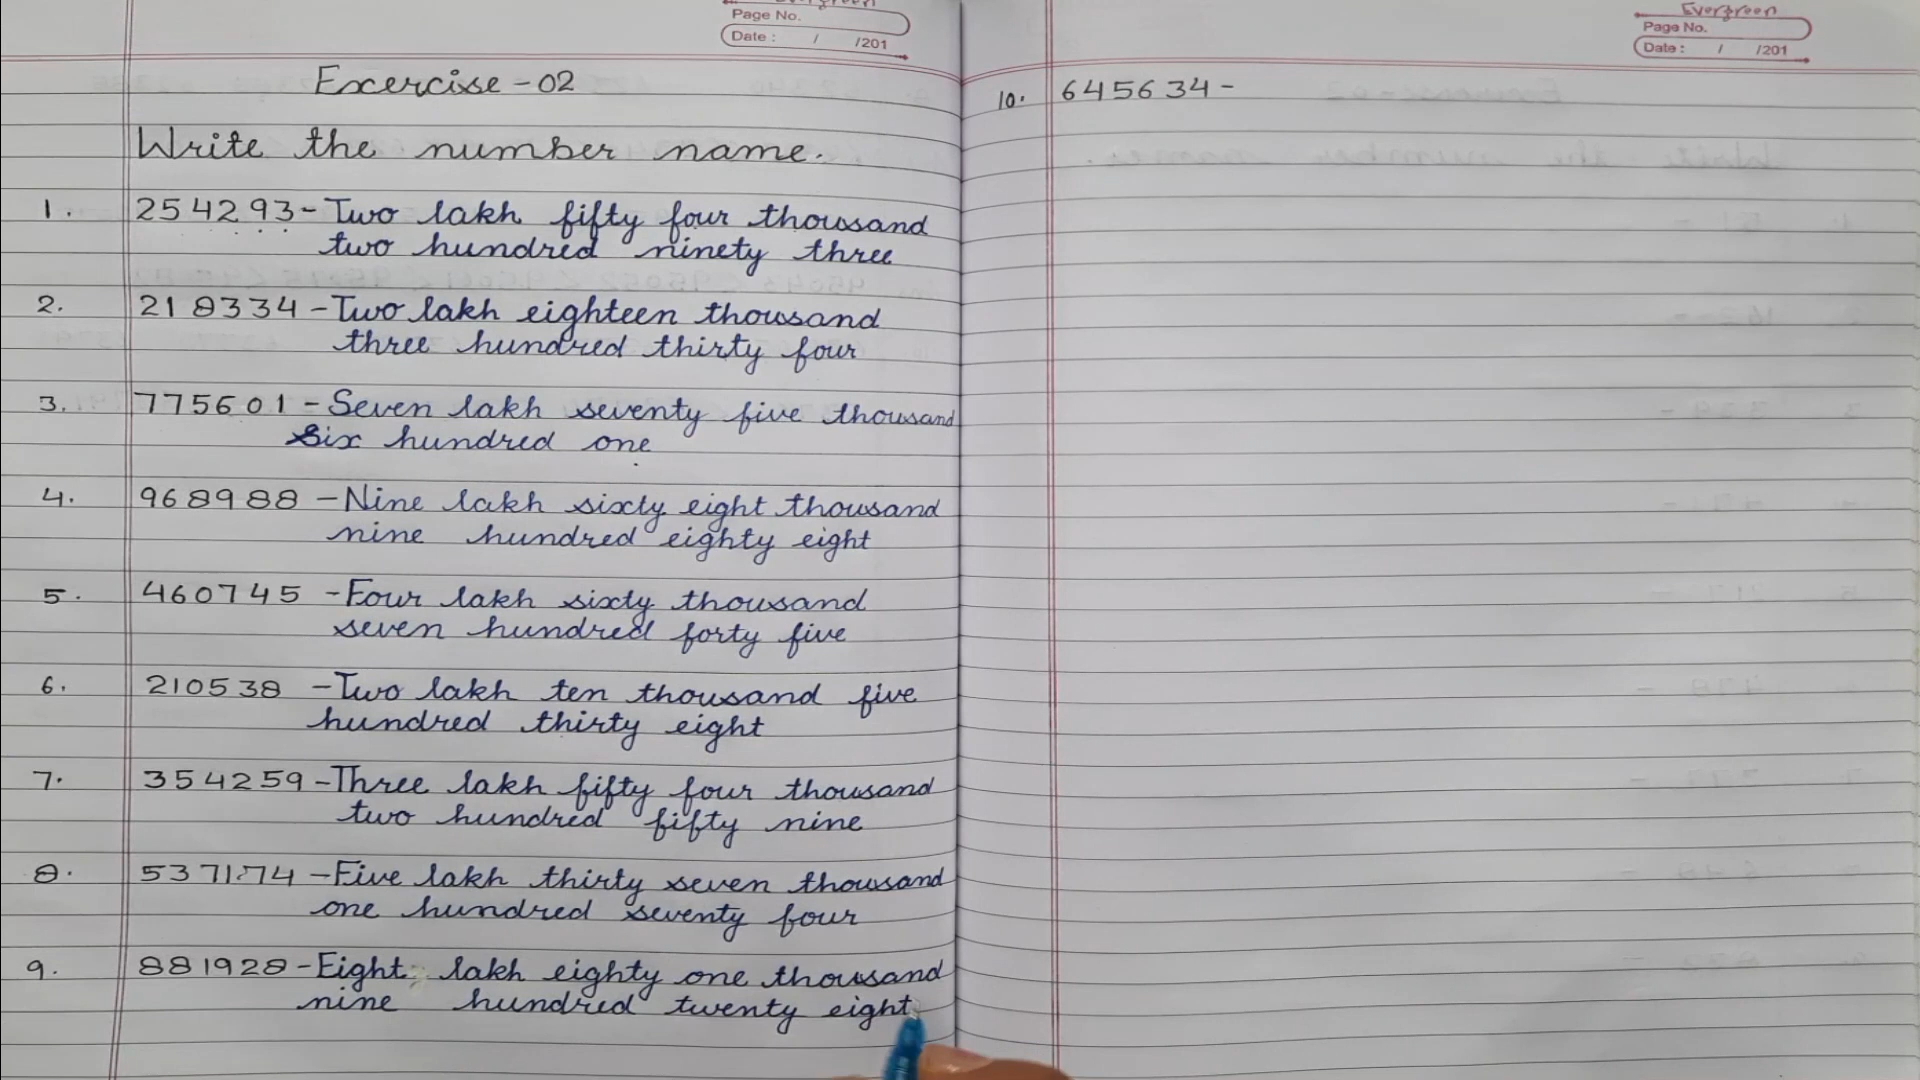 Evergreen
Page No.
Date : / /201
Excercise - 02
Write the number name.
1. 254293 - Two lakh fifty four thousand
two hundred ninety three
2. 218334 - Two lakh eighteen thousand
three hundred thirty four
3. 775601 - Seven lakh seventy five thousand
six hundred one
4. 968988 - Nine lakh sixty eight thousand
nine hundred eighty eight
5. 460745 - Four lakh sixty thousand
seven hundred forty five
6. 210538 - Two lakh ten thousand five
hundred thirty eight
7. 354259 - Three lakh fifty four thousand
two hundred fifty nine
8. 537174 - Five lakh thirty seven thousand
one hundred seventy four
9. 881928 - Eight lakh eighty one thousand
nine hundred twenty eight
Evergreen
Page No.
Date : / /201
10. 645634 -